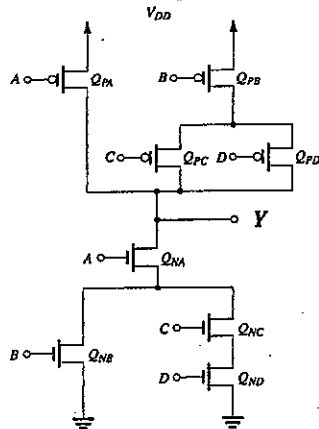 V_DD
A Q_PA
B Q_PB
C Q_PC
D Q_PD
Y
A Q_NA
C Q_NC
B Q_NB
D Q_ND